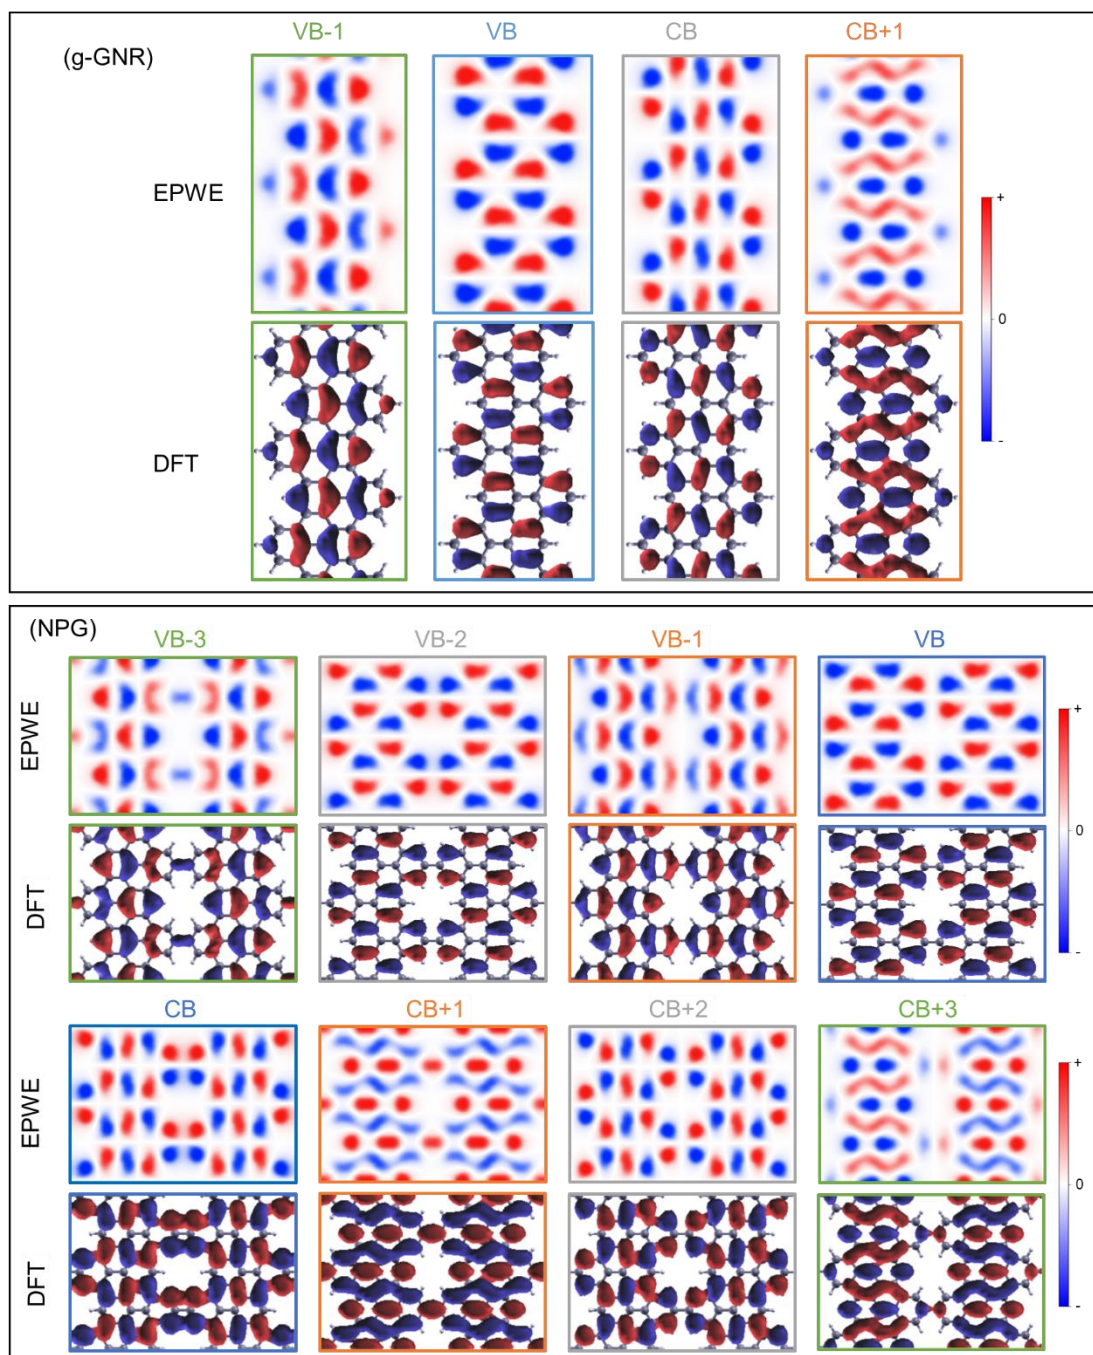 VB-1 VB CB CB+1
(g-GNR)
EPWE
+
0
-
DFT
(NPG)
VB-3 VB-2 VB-1 VB
EPWE
+
0
-
DFT
CB CB+1 CB+2 CB+3
EPWE
+
0
-
DFT